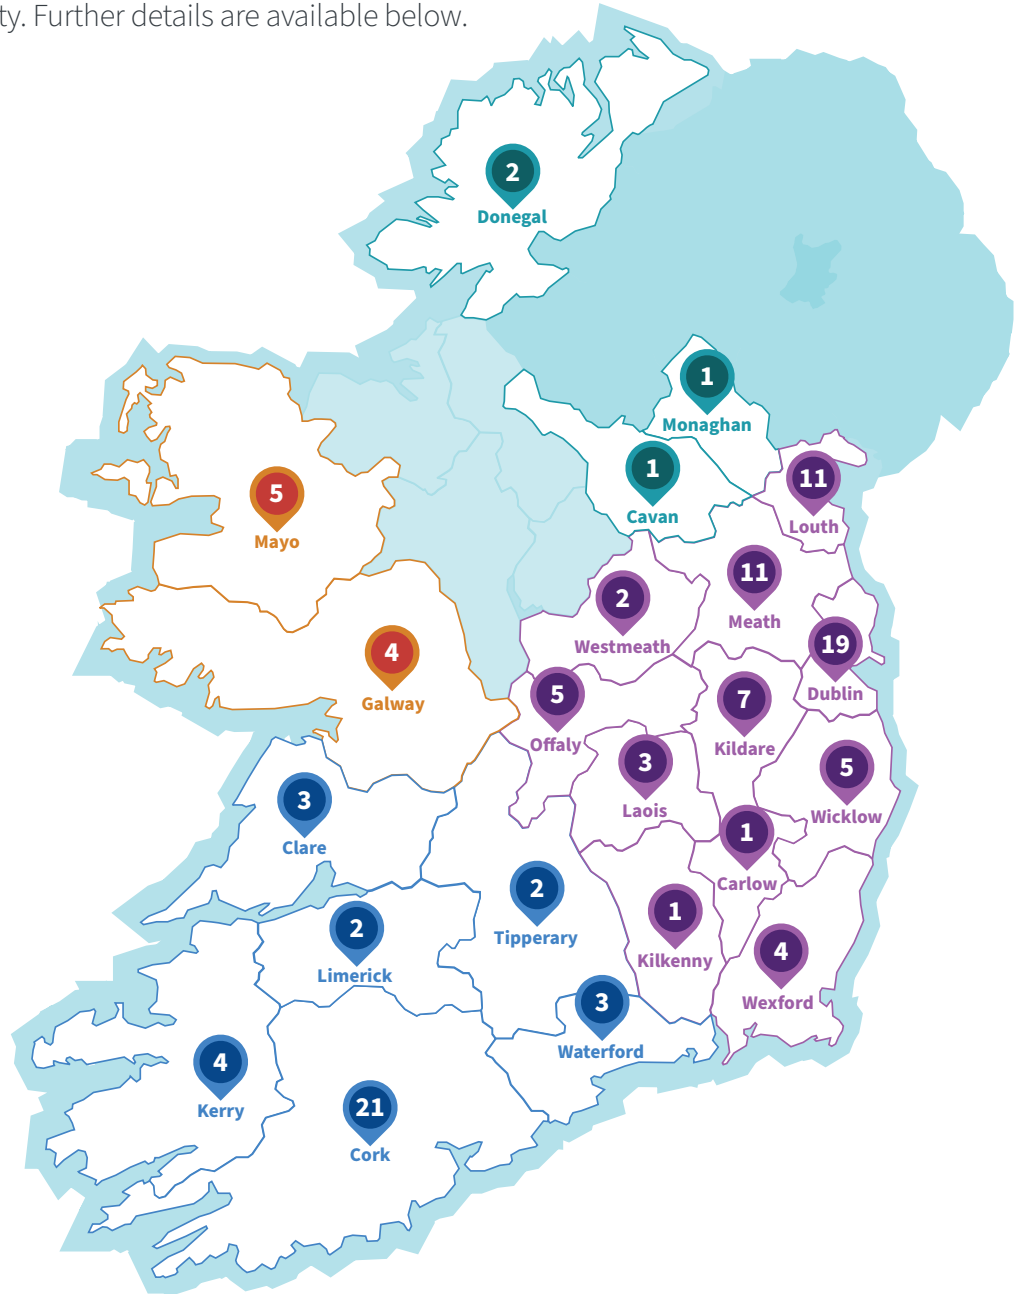 ty. Further details are available below.
2
Donegal
1
Monaghan
1
Cavan
11
Louth
5
Mayo
11
Meath
2
Westmeath
19
Dublin
4
Galway
5
Offaly
7
Kildare
3
Laois
5
Wicklow
3
Clare
1
Carlow
2
Tipperary
1
Kilkenny
2
Limerick
4
Wexford
3
Waterford
4
Kerry
21
Cork